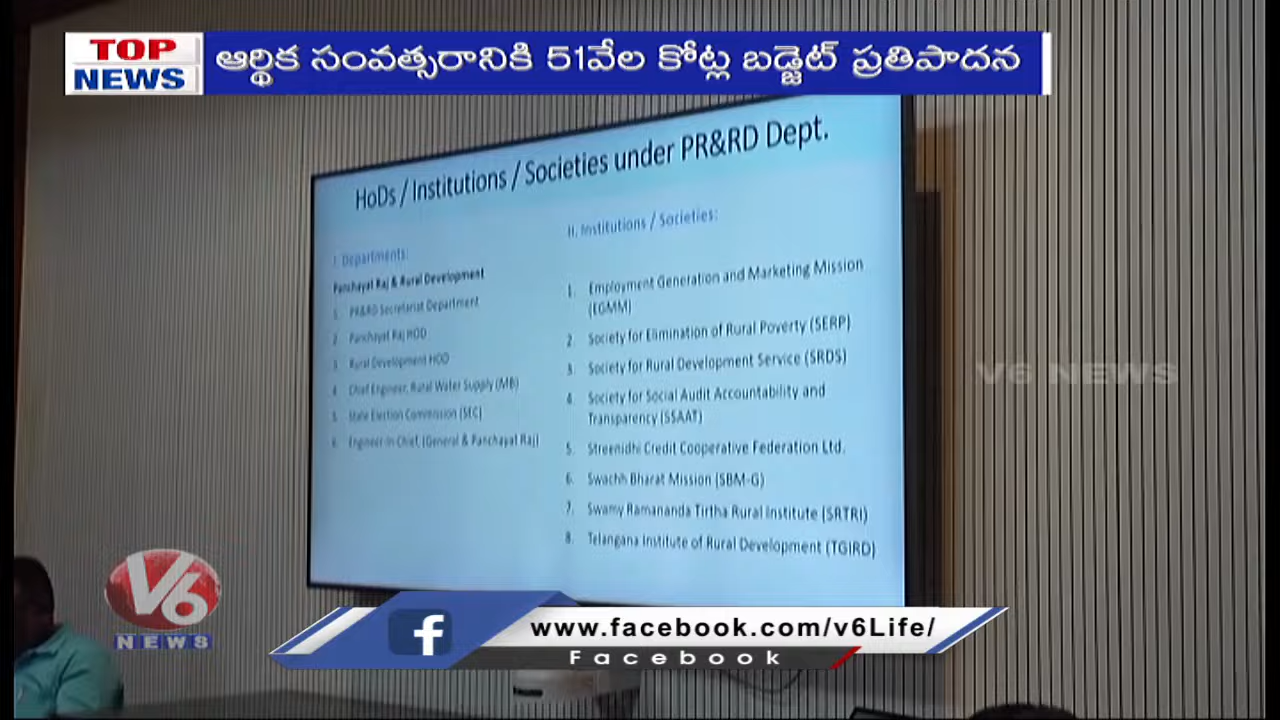 TOP
NEWS
ఆర్థిక సంవత్సరానికి 51వేల కోట్ల బడ్జెట్ ప్రతిపాదన
HoDs / Institutions / Societies under PR&RD Dept.
I. Departments:
Panchayat Raj & Rural Development
1. PR&RD Secretariat Department
2. Panchayat Raj HOD
3. Rural Development HOD
4. Chief Engineer, Rural Water Supply (MB)
5. State Election Commission (SEC)
6. Engineer-in-Chief, (General & Panchayat Raj)
II. Institutions / Societies:
1. Employment Generation and Marketing Mission
(EGMM)
2. Society for Elimination of Rural Poverty (SERP)
3. Society for Rural Development Service (SRDS)
4. Society for Social Audit Accountability and
Transparency (SSAAT)
5. Streenidhi Credit Cooperative Federation Ltd.
6. Swachh Bharat Mission (SBM-G)
7. Swamy Ramananda Tirtha Rural Institute (SRTRI)
8. Telangana Institute of Rural Development (TGIRD)
V6 NEWS
V6
NEWS
f
www.facebook.com/v6Life/
Facebook